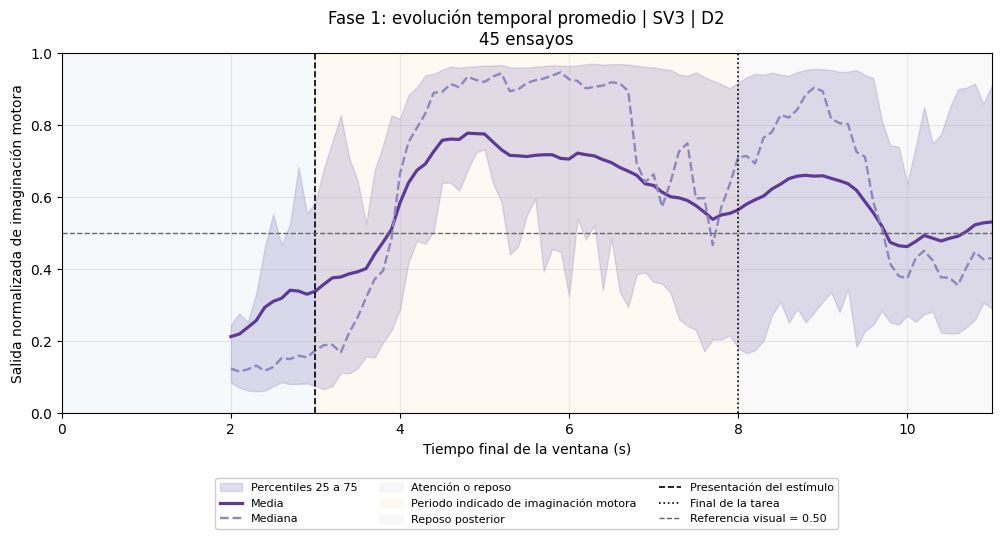 Fase 1: evolución temporal promedio | SV3 | D2
45 ensayos
Salida normalizada de imaginación motora
1.0
0.8
0.6
0.4
0.2
0.0
0 2 4 6 8 10
Tiempo final de la ventana (s)
Percentiles 25 a 75
Media
Mediana
Atención o reposo
Periodo indicado de imaginación motora
Reposo posterior
Presentación del estímulo
Final de la tarea
Referencia visual = 0.50